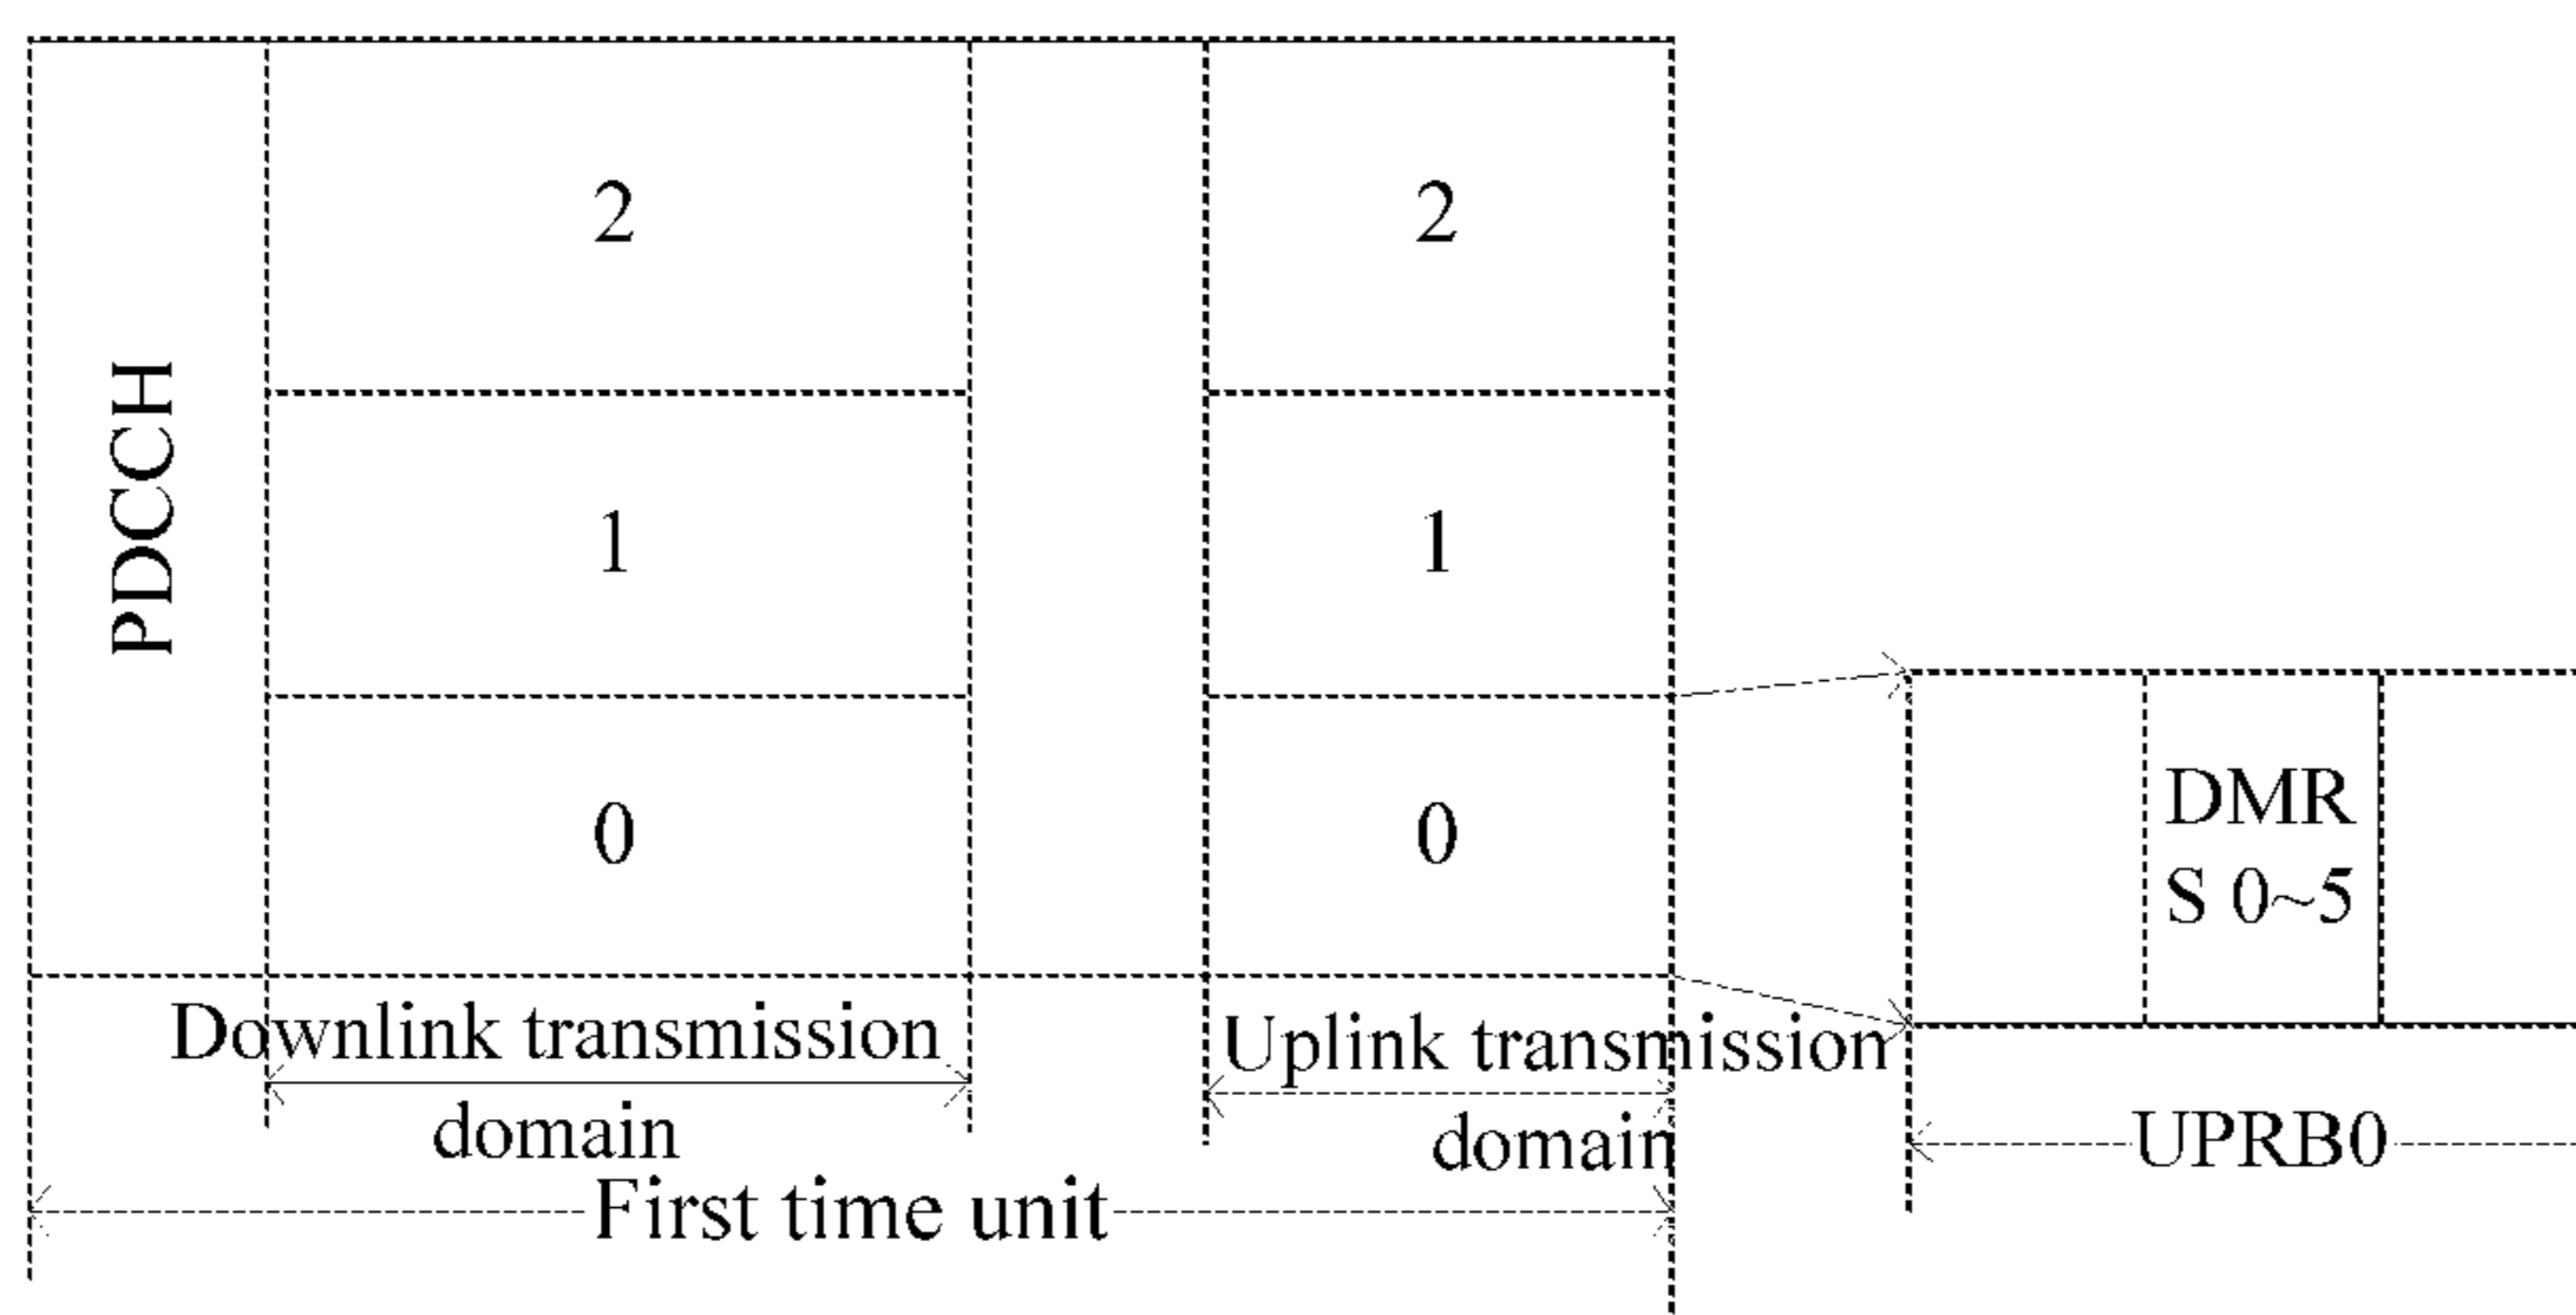 PDCCH
2
2
1
1
0
0
DMR
S 0~5
Downlink transmission
domain
Uplink transmission
domain
UPRB0
First time unit